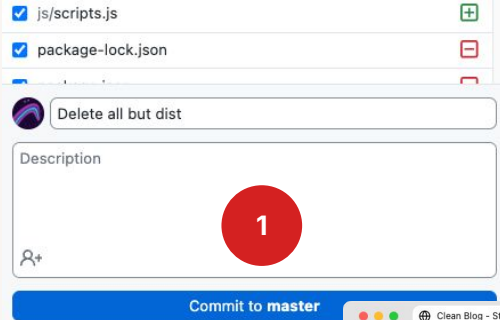 js/scripts.js
package-lock.json
Delete all but dist
Description
1
Commit to master
Clean Blog - St